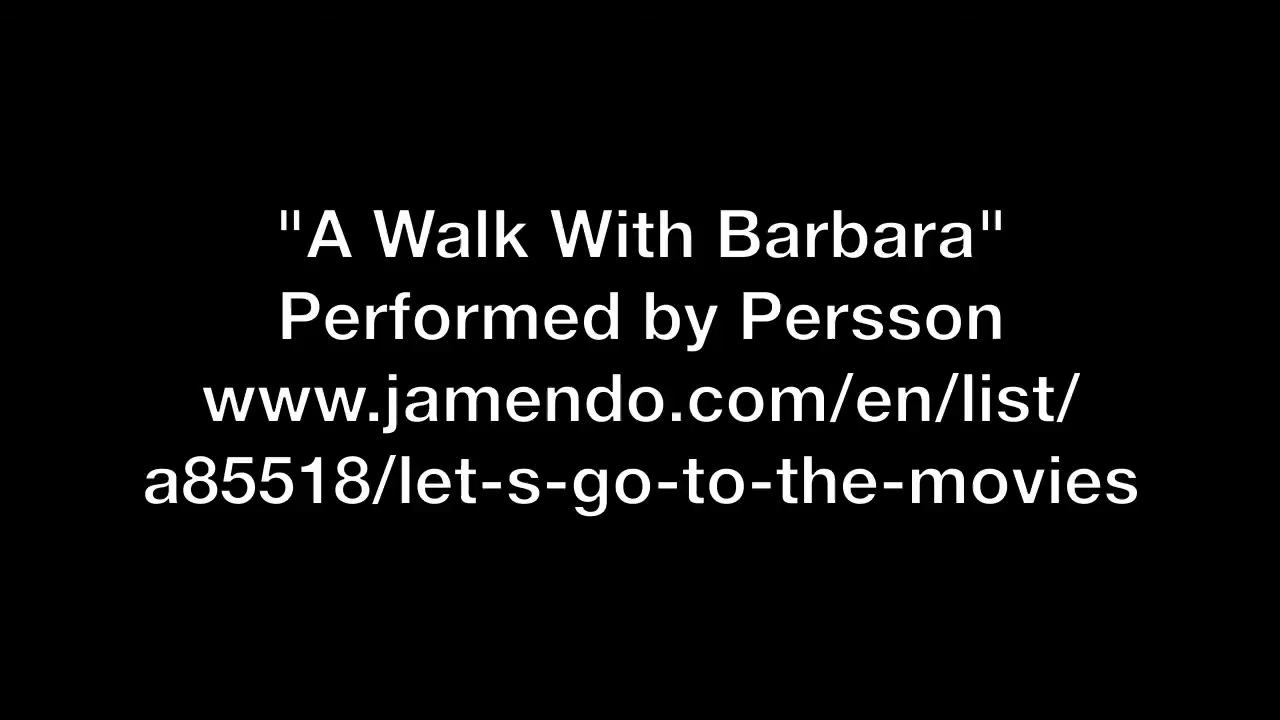 "A Walk With Barbara"
Performed by Persson
www.jamendo.com/en/list/
a85518/let-s-go-to-the-movies